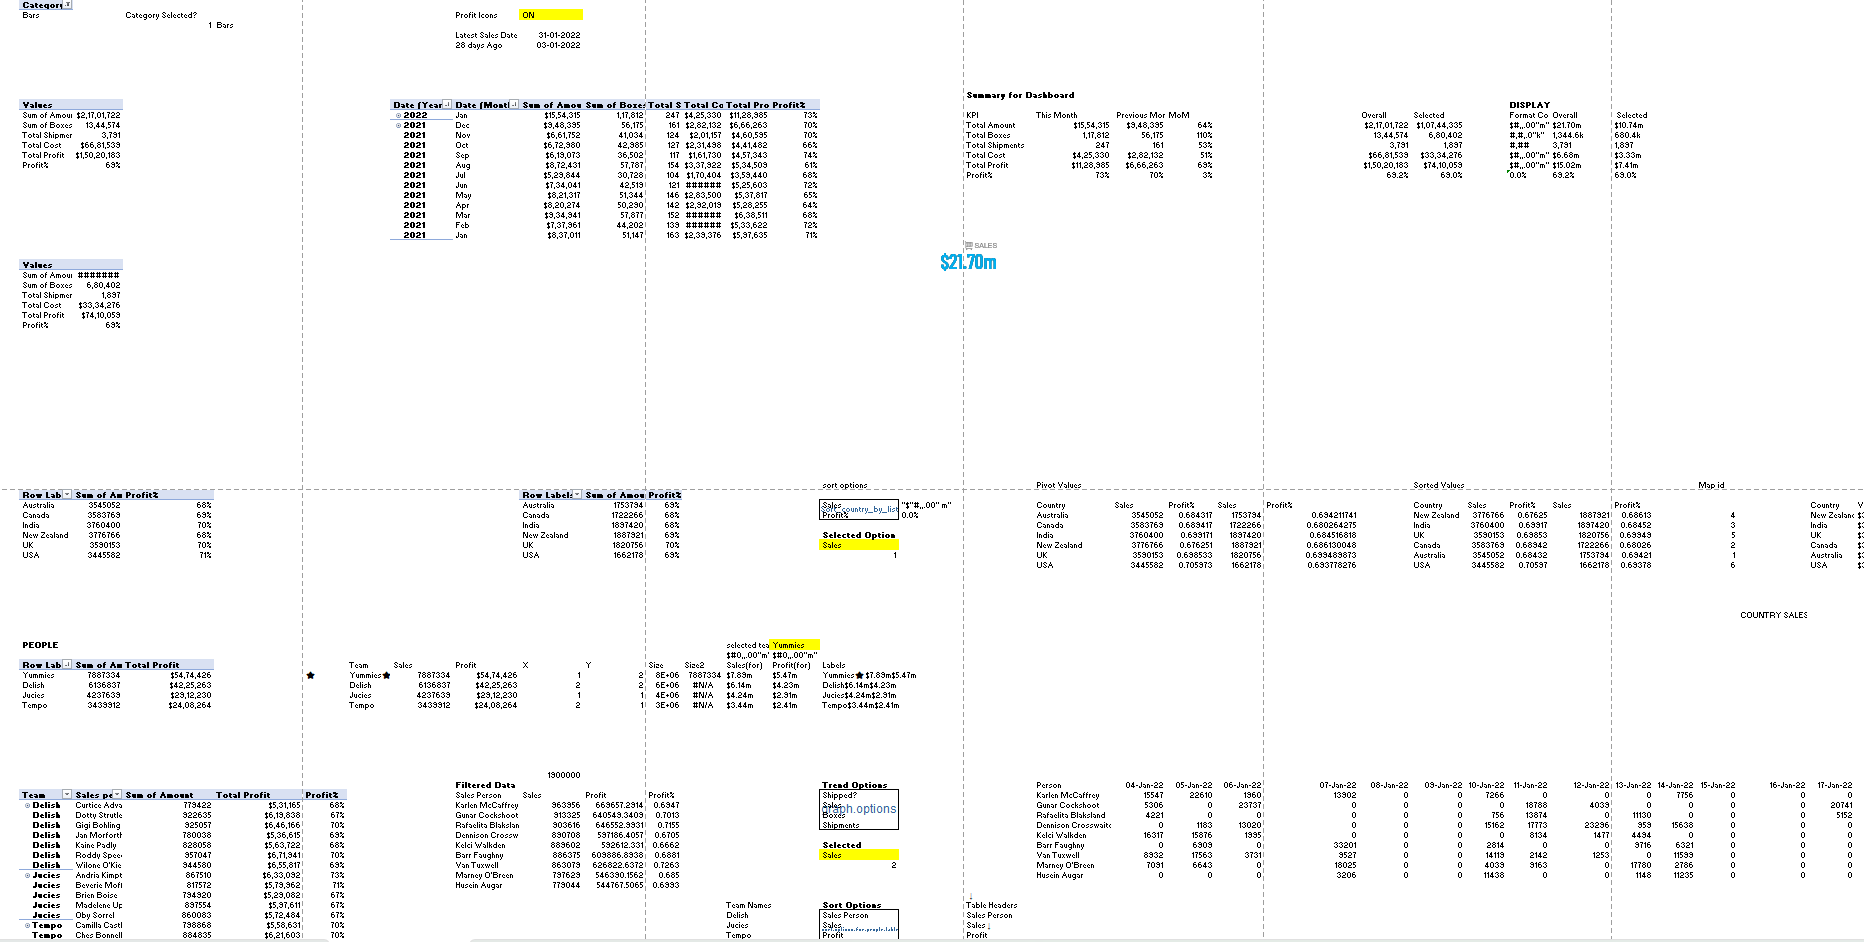 Category
Bars Category Selected? Profit Icons ON
1 Bars
Latest Sales Date 31-01-2022
28 days Ago 03-01-2022
Summary for Dashboard
Values Date (Year Date (Mont Sum of Amou Sum of Boxes Total S Total Co Total Pro Profit% DISPLAY
Sum of Amour $2,17,01,722 2022 Jan $15,54,315 1,17,812 247 $4,25,330 $11,28,985 73% KPI This Month Previous Mor MoM Overall Selected Format Co Overall Selected
Sum of Boxes 13,44,574 2021 Dec $9,48,395 56,175 161 $2,82,132 $6,66,263 70% Total Amount $15,54,315 $9,48,395 64% $2,17,01,722 $1,07,44,335 $#,,.00"m" $21.70m $10.74m
Total Shipmer 3,791 2021 Nov $6,61,752 41,034 124 $2,01,157 $4,60,595 70% Total Boxes 1,17,812 56,175 110% 13,44,574 6,80,402 #,#,.0"k" 1,344.6k 680.4k
Total Cost $66,81,539 2021 Oct $6,72,980 42,985 127 $2,31,498 $4,41,482 66% Total Shipments 247 161 53% 3,791 1,897 #,## 3,791 1,897
Total Profit $1,50,20,183 2021 Sep $6,19,073 36,502 117 $1,61,730 $4,57,343 74% Total Cost $4,25,330 $2,82,132 51% $66,81,539 $33,34,276 $#,,.00"m" $6.68m $3.33m
Profit% 69% 2021 Aug $8,72,431 57,787 154 $3,37,922 $5,34,509 61% Total Profit $11,28,985 $6,66,263 69% $1,50,20,183 $74,10,059 $#,,.00"m" $15.02m $7.41m
2021 Jul $5,29,844 30,728 104 $1,70,404 $3,59,440 68% Profit% 73% 70% 3% 69.2% 69.0% 0.0% 69.2% 69.0%
2021 Jun $7,34,041 42,519 121 ###### $5,25,603 72%
2021 May $8,21,317 51,344 146 $2,83,500 $5,37,817 65%
2021 Apr $8,20,274 50,290 142 $2,92,019 $5,28,255 64%
2021 Mar $9,34,941 57,877 152 ###### $6,38,511 68%
2021 Feb $7,37,961 44,202 139 ###### $5,33,622 72%
2021 Jan $8,37,011 51,147 163 $2,39,376 $5,97,635 71%
SALES
$21.70m
Values
Sum of Amour #######
Sum of Boxes 6,80,402
Total Shipmer 1,897
Total Cost $33,34,276
Total Profit $74,10,059
Profit% 69%
sort options Pivot Values Sorted Values Map id
Row Lab Sum of Am Profit% Row Labels Sum of Amou Profit%
Australia 3545052 68% Australia 1753794 69% Sales "$"#,,.00" m" Country Sales Profit% Sales Profit% Country Sales Profit% Sales Profit% Country
Canada 3583769 69% Canada 1722266 68% Profit% 0.0% Australia 3545052 0.684317 1753794 0.694211741 New Zealand 3776766 0.67625 1887921 0.68613 4 New Zealanc
India 3760400 70% India 1897420 68% Canada 3583769 0.689417 1722266 0.680264275 India 3760400 0.69917 1897420 0.68452 3 India
New Zealand 3776766 68% New Zealand 1887921 69% Selected Option India 3760400 0.699171 1897420 0.684516818 UK 3590153 0.69853 1820756 0.69949 5 UK
UK 3590153 70% UK 1820756 70% Sales New Zealand 3776766 0.676251 1887921 0.686130048 Canada 3583769 0.68942 1722266 0.68026 2 Canada
USA 3445582 71% USA 1662178 69% 1 UK 3590153 0.698533 1820756 0.699489873 Australia 3545052 0.68432 1753794 0.69421 1 Australia
USA 3445582 0.705973 1662178 0.693778276 USA 3445582 0.70597 1662178 0.69378 6 USA
COUNTRY SALES
PEOPLE selected tea Yummies
$#0,,.00"m" $#0,,.00"m"
Row Lab Sum of Am Total Profit Team Sales Profit X Y Size Size2 Sales(for) Profit(for) Labels
Yummies 7887334 $54,74,426 ★ Yummies★ 7887334 $54,74,426 1 2 8E+06 7887334 $7.89m $5.47m Yummies★$7.89m$5.47m
Delish 6136837 $42,25,263 Delish 6136837 $42,25,263 2 2 6E+06 #N/A $6.14m $4.23m Delish$6.14m$4.23m
Jucies 4237639 $29,12,230 Jucies 4237639 $29,12,230 1 1 4E+06 #N/A $4.24m $2.91m Jucies$4.24m$2.91m
Tempo 3439912 $24,08,264 Tempo 3439912 $24,08,264 2 1 3E+06 #N/A $3.44m $2.41m Tempo$3.44m$2.41m
1900000
Filtered Data Trend Options Person 04-Jan-22 05-Jan-22 06-Jan-22 07-Jan-22 08-Jan-22 09-Jan-22 10-Jan-22 11-Jan-22 12-Jan-22 13-Jan-22 14-Jan-22 15-Jan-22 16-Jan-22 17-Jan-22
Team Sales pe Sum of Amount Total Profit Profit% Sales Person Sales Profit Profit% Shipped? Karlen McCaffrey 15547 22610 1960 13902 0 0 7266 0 0 0 7756 0 0 0
Delish Curtice Adva 779422 $5,31,165 68% Karlen McCaffrey 963956 669657.2914 0.6947 Sales Gunar Cockshoot 5306 0 23737 0 0 0 0 18788 4039 0 0 0 0 20741
Delish Dotty Strutle 922635 $6,19,838 67% Gunar Cockshoot 913325 640549.3409 0.7013 graph.options Boxes Rafaelita Blaksland 4221 0 0 0 0 0 756 13874 0 11130 0 0 0 5152
Delish Gigi Bohling 925057 $6,46,166 70% Rafaelita Blakslan 903616 646552.9931 0.7155 Shipments Dennison Crosswaite 0 1183 13020 0 0 0 15162 17773 23296 959 15638 0 0 0
Delish Jan Morforth 780038 $5,36,615 69% Dennison Crossw 890708 597186.4057 0.6705 Kelci Walkden 16317 15876 1995 0 0 0 0 8134 1477 4494 0 0 0 0
Delish Kaine Padly 828058 $5,63,722 68% Kelci Walkden 889602 592612.331 0.6662 Selected Barr Faughny 0 6909 0 33201 0 0 2814 0 0 9716 6321 0 0 0
Delish Roddy Spee 957047 $6,71,941 70% Barr Faughny 886375 609886.8938 0.6881 Sales Van Tuxwell 8932 17563 3731 9527 0 0 14119 2142 1253 0 11599 0 0 0
Delish Wilone O'Kie 944580 $6,55,817 69% Van Tuxwell 863079 626822.6372 0.7263 2 Marney O'Breen 7091 6643 0 18025 0 0 4039 9163 0 17780 2786 0 0 0
Jucies Andria Kimpt 867510 $6,33,092 73% Marney O'Breen 797629 546390.1562 0.685 Husein Augar 0 0 0 3206 0 0 11438 0 0 1148 11235 0 0 0
Jucies Beverie Moff 817572 $5,79,962 71% Husein Augar 779044 544767.5065 0.6993
Jucies Brien Boise 794920 $5,29,082 67%
Jucies Madelene Up 897554 $5,97,611 67% Team Names Sort Options Table Headers
Jucies Oby Sorrel 860083 $5,72,484 67% Delish Sales Person Sales Person
Tempo Camilla Castl 798868 $5,58,631 70% Jucies Sales Sales ↓
Tempo Ches Bonnell 884835 $6,21,603 70% Tempo Profit Profit